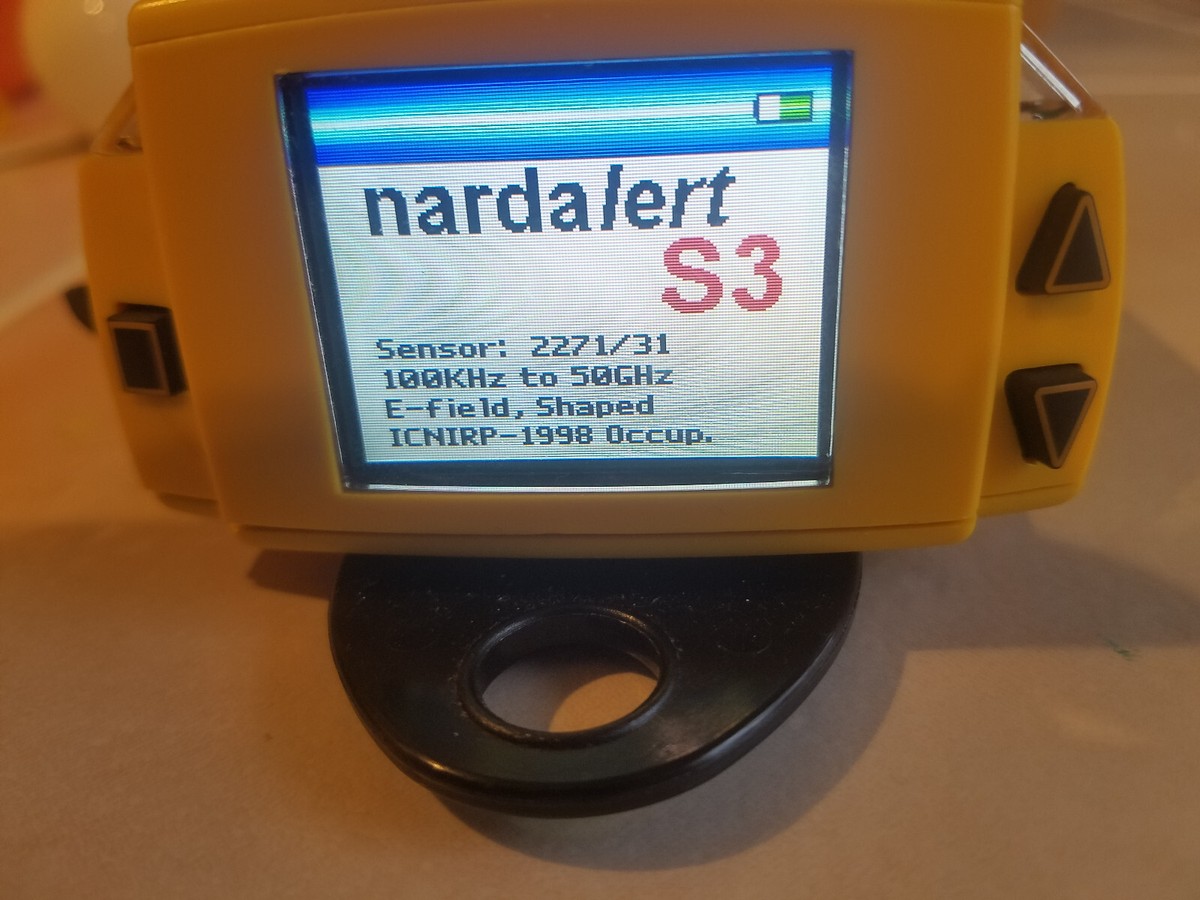 nardalert
S3
Sensor: 2271/31
100KHz to 50GHz
E-field, Shaped
ICNIRP-1998 Occup.